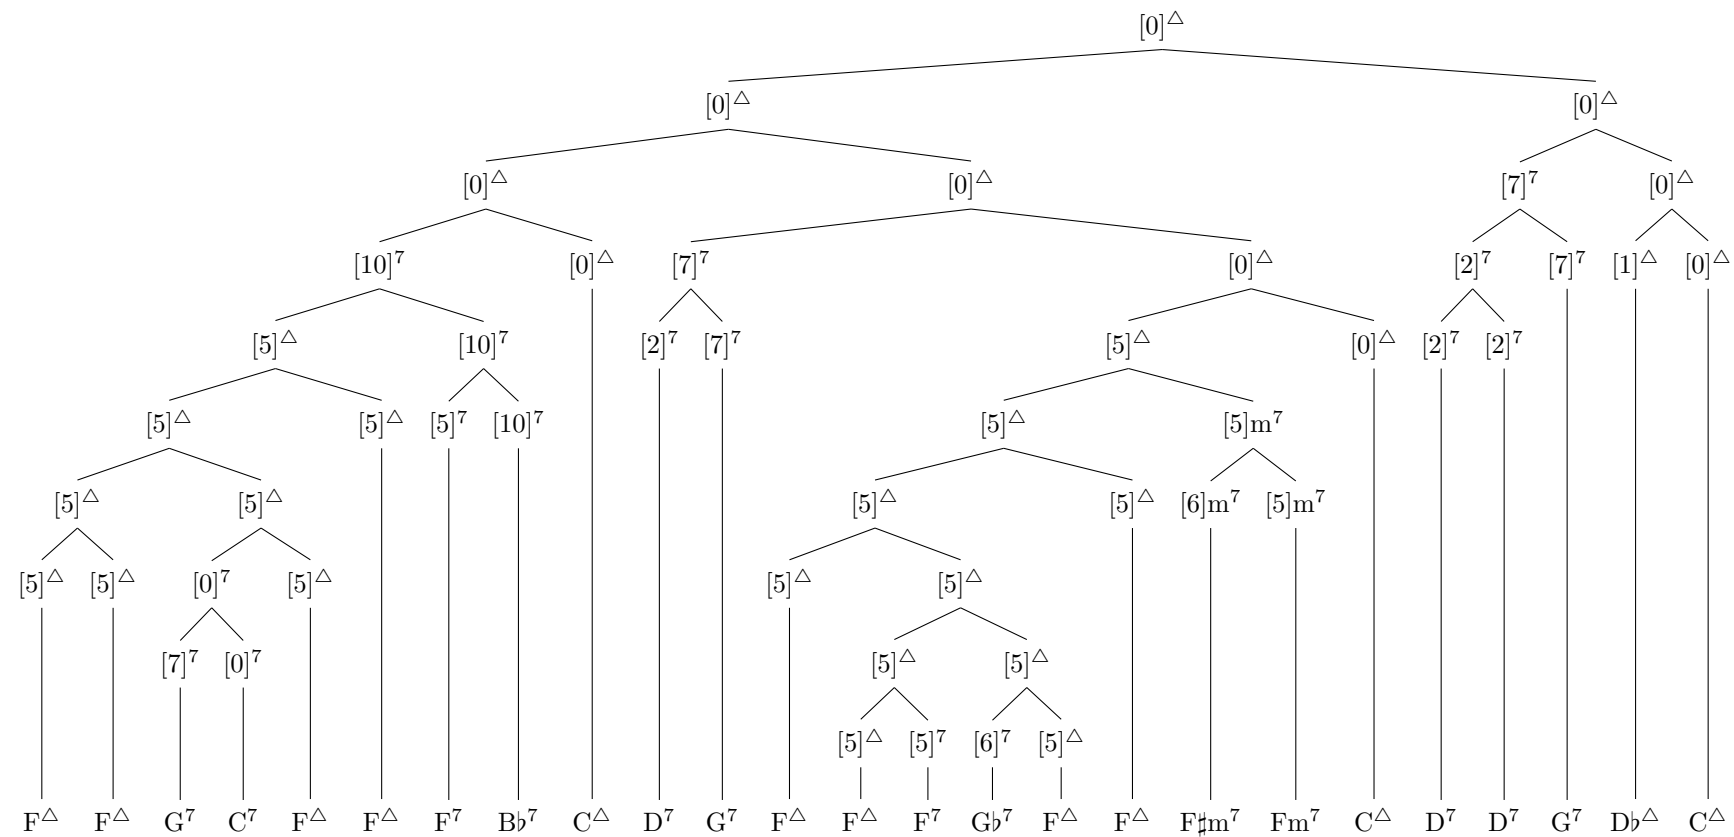 [0]△
[0]△ [0]△
[0]△ [0]△ [7]⁷ [0]△
[10]⁷ [0]△ [7]⁷ [0]△ [2]⁷ [7]⁷ [1]△ [0]△
[5]△ [10]⁷ [2]⁷ [7]⁷ [5]△ [0]△ [2]⁷ [2]⁷
[5]△ [5]△ [5]⁷ [10]⁷ [5]△ [5]m⁷
[5]△ [5]△ [5]△ [5]△ [6]m⁷ [5]m⁷
[5]△ [5]△ [0]⁷ [5]△ [5]△ [5]△
[7]⁷ [0]⁷ [5]△ [5]△
[5]△ [5]⁷ [6]⁷ [5]△
F△ F△ G⁷ C⁷ F△ F△ F⁷ B♭⁷ C△ D⁷ G⁷ F△ F△ F⁷ G♭⁷ F△ F△ F♯m⁷ Fm⁷ C△ D⁷ D⁷ G⁷ D♭△ C△